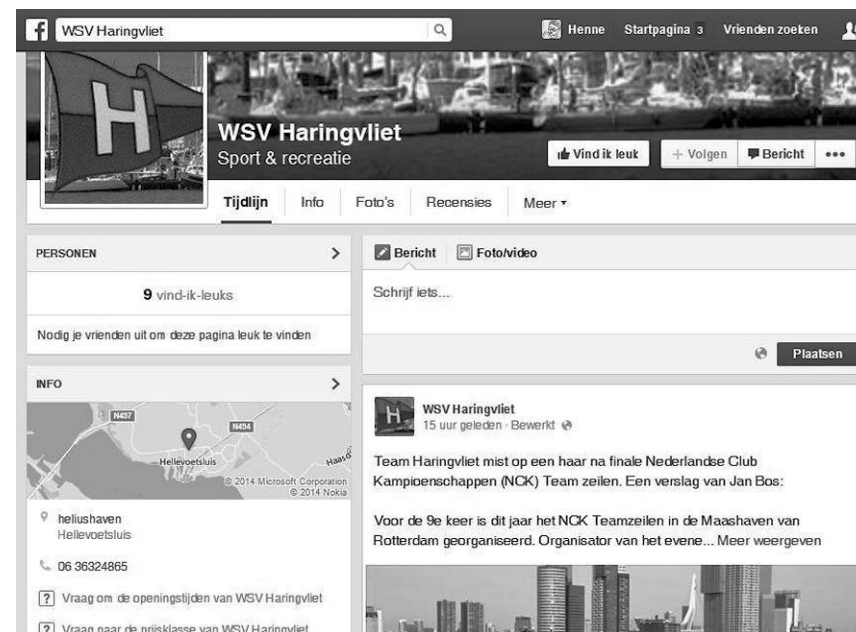 WSV Haringvliet
Henne
Startpagina 3
Vrienden zoeken
H
WSV Haringvliet
Sport & recreatie
Vind ik leuk
+ Volgen
Bericht
Tijdlijn
Info
Foto's
Recensies
Meer
PERSONEN
9 vind-ik-leuks
Nodig je vrienden uit om deze pagina leuk te vinden
INFO
N497
N494
Hellevoetsluis
Haasd
© 2014 Microsoft Corporation
© 2014 Nokia
heliushaven
Hellevoetsluis
06 36324865
? Vraag om de openingstijden van WSV Haringvliet
? Vraag naar de prijsklasse van WSV Haringvliet
Bericht
Foto/video
Schrijf iets...
Plaatsen
H
WSV Haringvliet
15 uur geleden · Bewerkt
Team Haringvliet mist op een haar na finale Nederlandse Club
Kampioenschappen (NCK) Team zeilen. Een verslag van Jan Bos:
Voor de 9e keer is dit jaar het NCK Teamzeilen in de Maashaven van
Rotterdam georganiseerd. Organisator van het evene... Meer weergeven